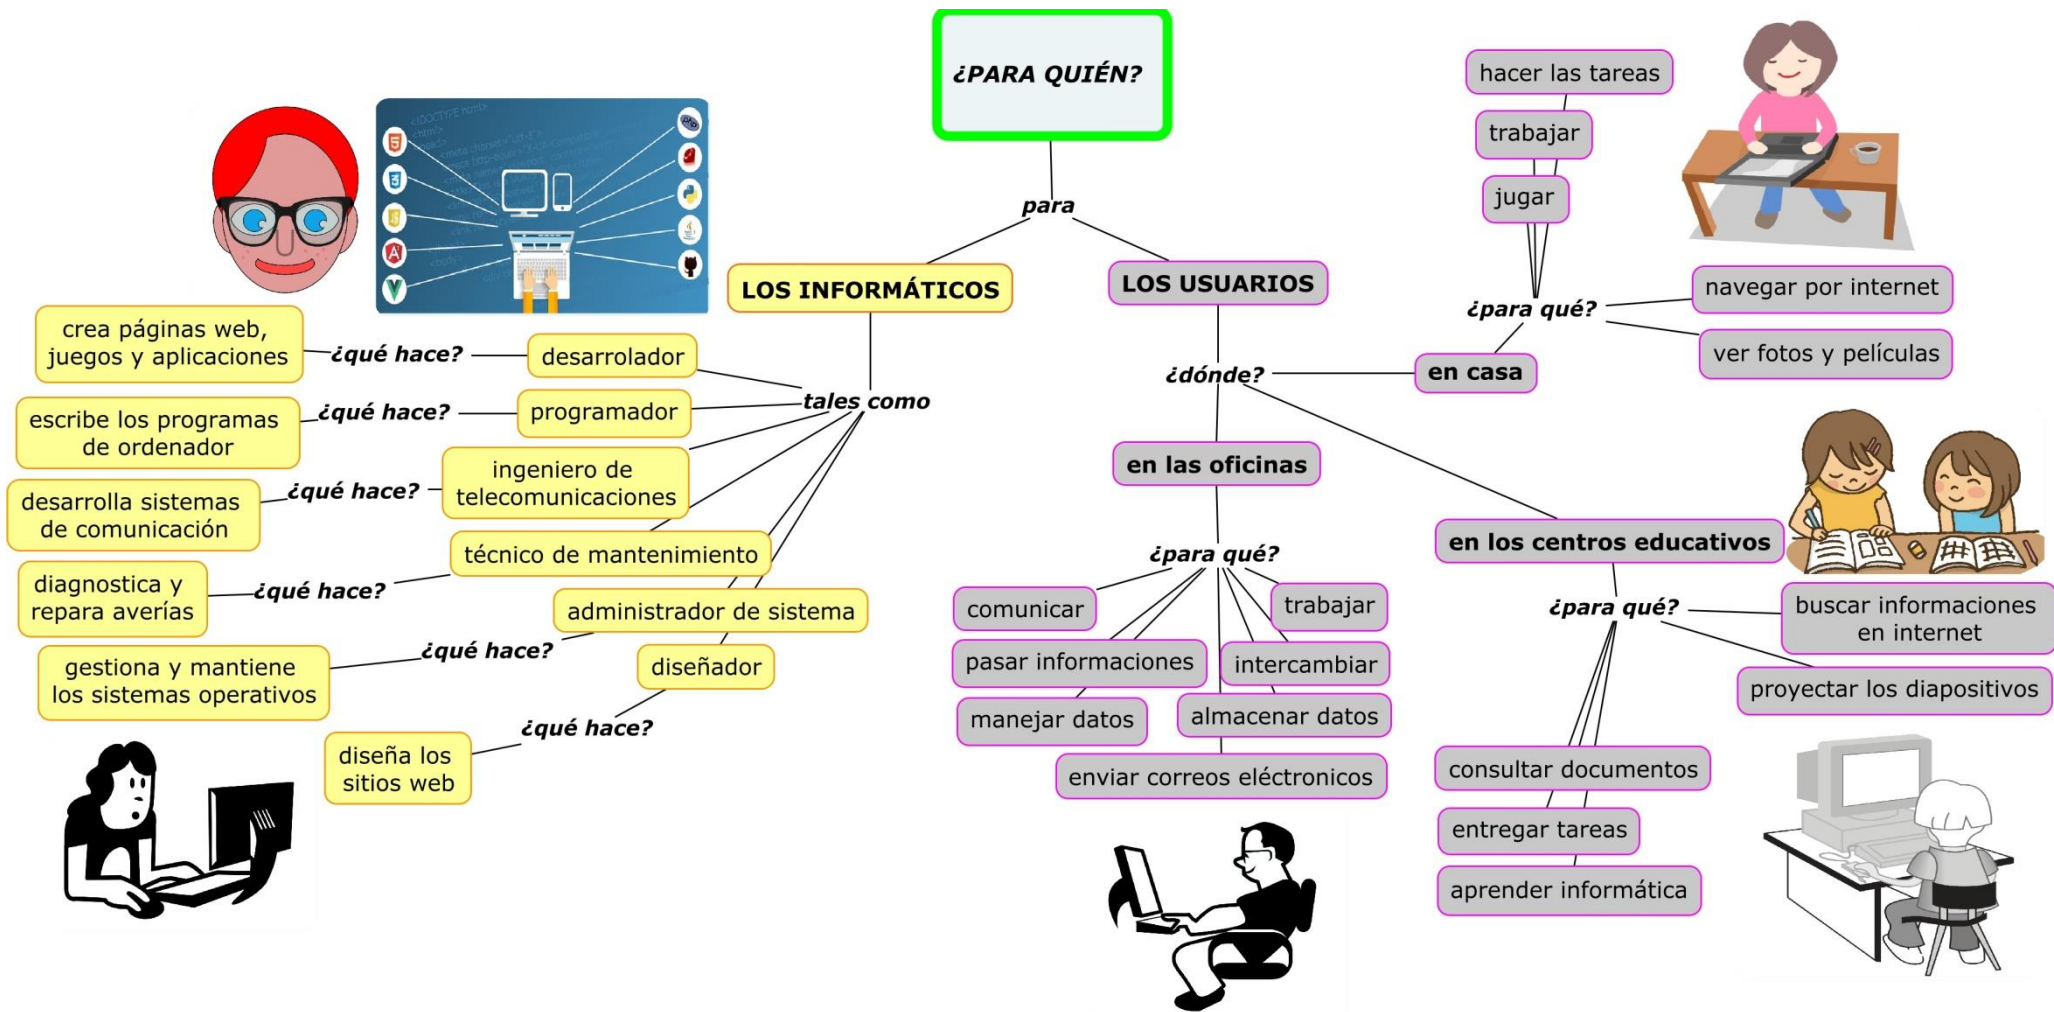 ¿PARA QUIÉN?
para
LOS INFORMÁTICOS
tales como
desarrolador
¿qué hace?
crea páginas web,
juegos y aplicaciones
programador
¿qué hace?
escribe los programas
de ordenador
ingeniero de
telecomunicaciones
¿qué hace?
desarrolla sistemas
de comunicación
técnico de mantenimiento
¿qué hace?
diagnostica y
repara averías
administrador de sistema
¿qué hace?
gestiona y mantiene
los sistemas operativos
diseñador
¿qué hace?
diseña los
sitios web
LOS USUARIOS
¿dónde?
en casa
¿para qué?
hacer las tareas
trabajar
jugar
navegar por internet
ver fotos y películas
en las oficinas
¿para qué?
comunicar
trabajar
pasar informaciones
intercambiar
manejar datos
almacenar datos
enviar correos eléctronicos
en los centros educativos
¿para qué?
buscar informaciones
en internet
proyectar los diapositivos
consultar documentos
entregar tareas
aprender informática
<!DOCTYPE html>
<html>
php